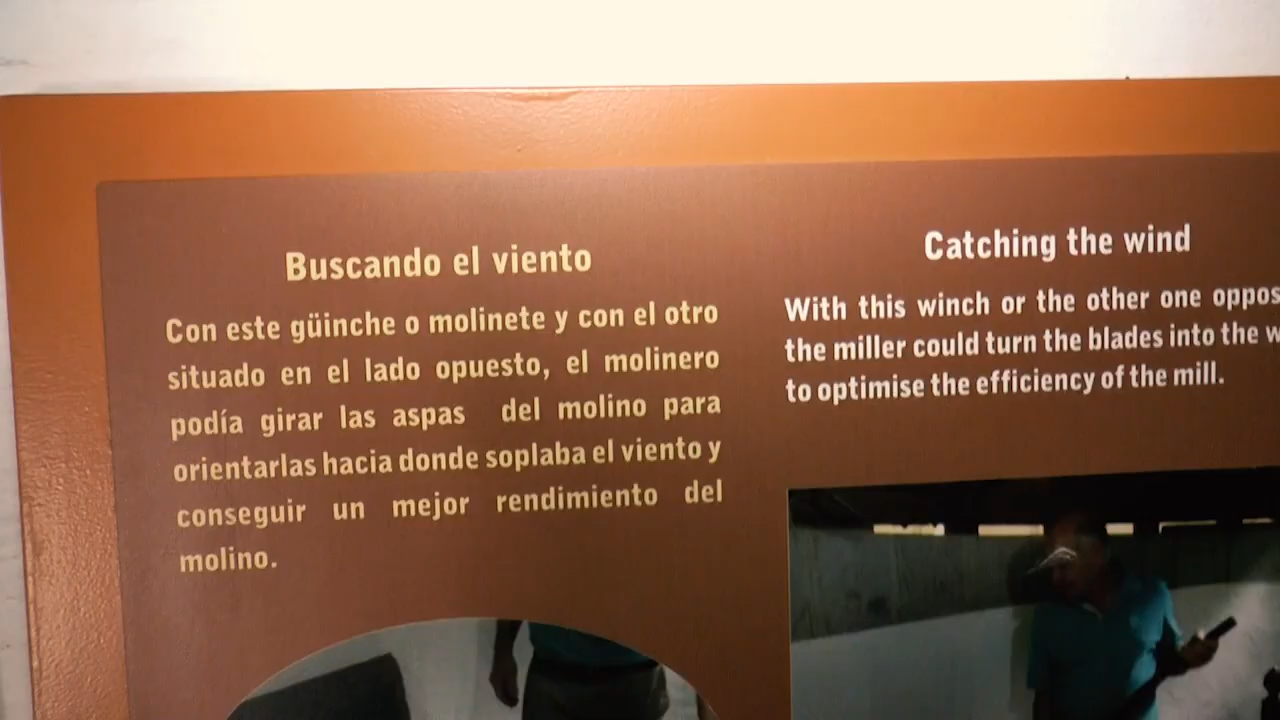 Buscando el viento
Con este güinche o molinete y con el otro
situado en el lado opuesto, el molinero
podía girar las aspas del molino para
orientarlas hacia donde soplaba el viento y
conseguir un mejor rendimiento del
molino.
Catching the wind
With this winch or the other one
the miller could turn the blades into the
to optimise the efficiency of the mill.